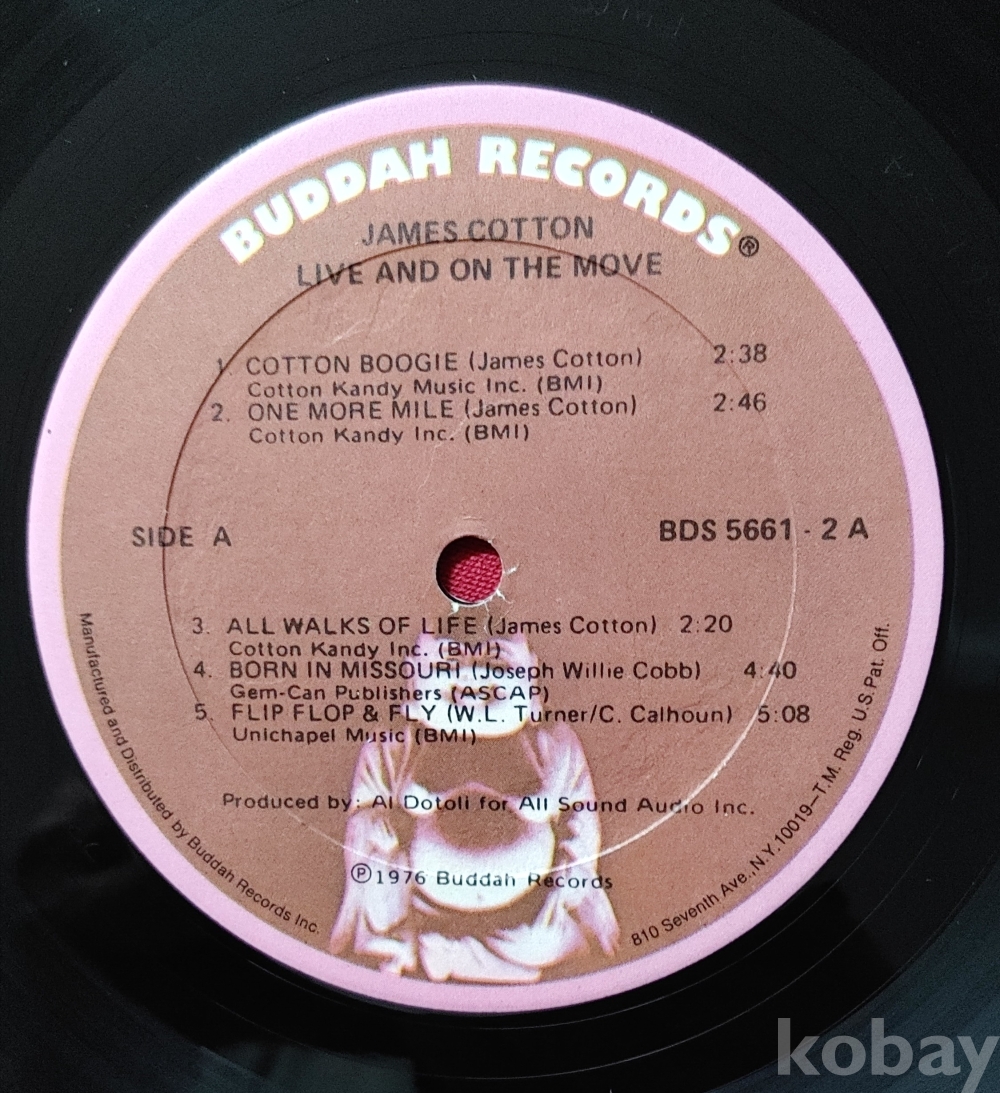 BUDDAH RECORDS®
JAMES COTTON
LIVE AND ON THE MOVE
1. COTTON BOOGIE (James Cotton) 2:38
Cotton Kandy Music Inc. (BMI)
2. ONE MORE MILE (James Cotton) 2:46
Cotton Kandy Inc. (BMI)
SIDE A
BDS 5661 - 2 A
3. ALL WALKS OF LIFE (James Cotton) 2:20
Cotton Kandy Inc. (BMI)
4. BORN IN MISSOURI (Joseph Willie Cobb) 4:40
Gem-Can Publishers (ASCAP)
5. FLIP FLOP & FLY (W.L. Turner/C. Calhoun) 5:08
Unichapel Music (BMI)
Produced by: Al Dotoli for All Sound Audio Inc.
℗1976 Buddah Records
Manufactured and Distributed by Buddah Records Inc.
810 Seventh Ave., N.Y. 10019—T.M. Reg. U.S. Pat. Off.
kobay